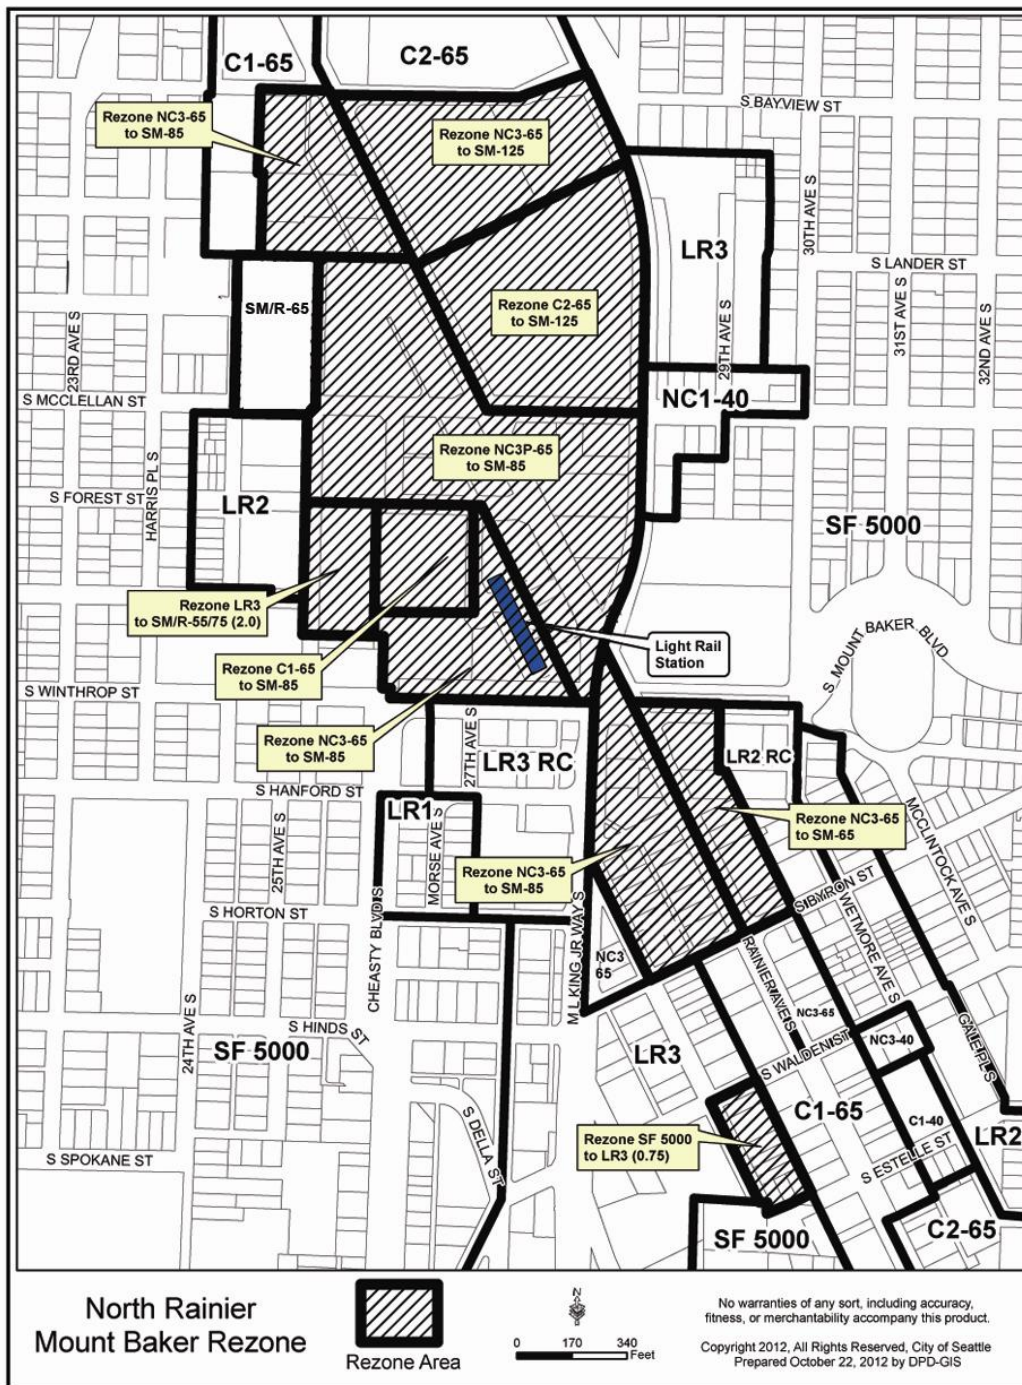 C1-65
C2-65
S BAYVIEW ST
Rezone NC3-65
to SM-85
Rezone NC3-65
to SM-125
30TH AVE S
LR3
S LANDER ST
SM/R-65
Rezone C2-65
to SM-125
23RD AVE S
29TH AVE S
31ST AVE S
32ND AVE S
S MCCLELLAN ST
NC1-40
HARRIS PL S
Rezone NC3P-65
to SM-85
S FOREST ST
LR2
SF 5000
Rezone LR3
to SM/R-55/75 (2.0)
Light Rail
Station
S MOUNT BAKER BLVD
Rezone C1-65
to SM-85
S WINTHROP ST
Rezone NC3-65
to SM-85
27TH AVE S
LR3 RC
LR2 RC
S HANFORD ST
LR1
MORSE AVE S
Rezone NC3-65
to SM-65
MCCLINTOCK AVE S
25TH AVE S
Rezone NC3-65
to SM-85
S BYRON ST
WETMORE AVE S
S HORTON ST
CHEASTY BLVD S
M L KING JR WAY S
NC3
65
RAINIER AVE S
NC3-65
24TH AVE S
S HINDS ST
SF 5000
LR3
S WALDEN ST
NC3-40
GALE PL S
C1-65
C1-40
S DELLA ST
Rezone SF 5000
to LR3 (0.75)
LR2
S SPOKANE ST
S ESTELLE ST
SF 5000
C2-65
North Rainier
Mount Baker Rezone
Rezone Area
N
0 170 340
Feet
No warranties of any sort, including accuracy,
fitness, or merchantability accompany this product.
Copyright 2012, All Rights Reserved, City of Seattle
Prepared October 22, 2012 by DPD-GIS